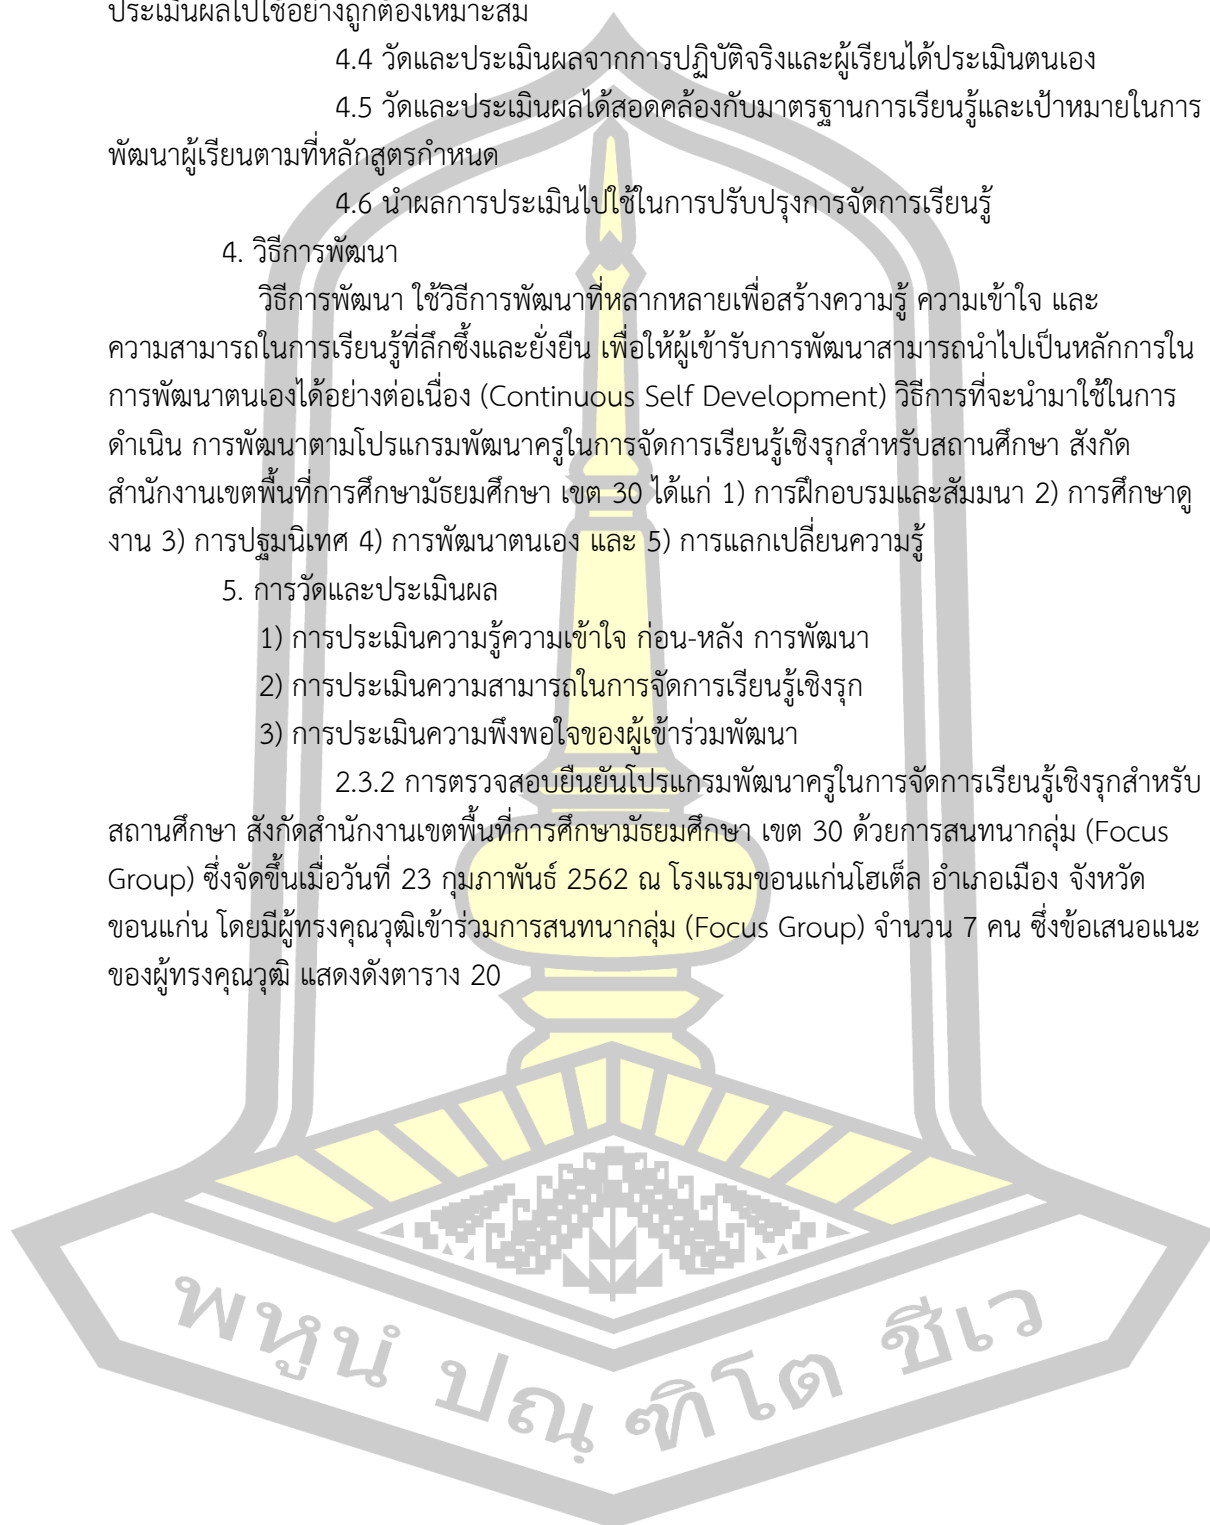 ประเมินผลไปใช้อย่างถูกต้องเหมาะสม
4.4 วัดและประเมินผลจากการปฏิบัติจริงและผู้เรียนได้ประเมินตนเอง
4.5 วัดและประเมินผลได้สอดคล้องกับมาตรฐานการเรียนรู้และเป้าหมายในการ
พัฒนาผู้เรียนตามที่หลักสูตรกำหนด
4.6 นำผลการประเมินไปใช้ในการปรับปรุงการจัดการเรียนรู้
4. วิธีการพัฒนา
วิธีการพัฒนา ใช้วิธีการพัฒนาที่หลากหลายเพื่อสร้างความรู้ ความเข้าใจ และ
ความสามารถในการเรียนรู้ที่ลึกซึ้งและยั่งยืน เพื่อให้ผู้เข้ารับการพัฒนาสามารถนำไปเป็นหลักการใน
การพัฒนาตนเองได้อย่างต่อเนื่อง (Continuous Self Development) วิธีการที่จะนำมาใช้ในการ
ดำเนิน การพัฒนาตามโปรแกรมพัฒนาครูในการจัดการเรียนรู้เชิงรุกสำหรับสถานศึกษา สังกัด
สำนักงานเขตพื้นที่การศึกษามัธยมศึกษา เขต 30 ได้แก่ 1) การฝึกอบรมและสัมมนา 2) การศึกษาดู
งาน 3) การปฐมนิเทศ 4) การพัฒนาตนเอง และ 5) การแลกเปลี่ยนความรู้
5. การวัดและประเมินผล
1) การประเมินความรู้ความเข้าใจ ก่อน-หลัง การพัฒนา
2) การประเมินความสามารถในการจัดการเรียนรู้เชิงรุก
3) การประเมินความพึงพอใจของผู้เข้าร่วมพัฒนา
2.3.2 การตรวจสอบยืนยันโปรแกรมพัฒนาครูในการจัดการเรียนรู้เชิงรุกสำหรับ
สถานศึกษา สังกัดสำนักงานเขตพื้นที่การศึกษามัธยมศึกษา เขต 30 ด้วยการสนทนากลุ่ม (Focus
Group) ซึ่งจัดขึ้นเมื่อวันที่ 23 กุมภาพันธ์ 2562 ณ โรงแรมขอนแก่นโฮเต็ล อำเภอเมือง จังหวัด
ขอนแก่น โดยมีผู้ทรงคุณวุฒิเข้าร่วมการสนทนากลุ่ม (Focus Group) จำนวน 7 คน ซึ่งข้อเสนอแนะ
ของผู้ทรงคุณวุฒิ แสดงดังตาราง 20
พหูนํ ปณฺฑิโต ชีเว